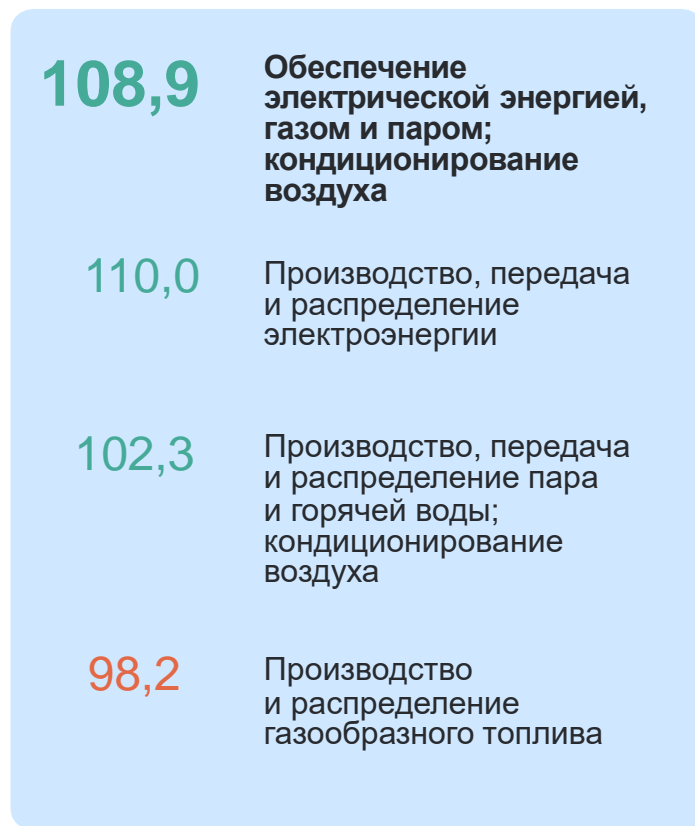 108,9
Обеспечение
электрической энергией,
газом и паром;
кондиционирование
воздуха
110,0
Производство, передача
и распределение
электроэнергии
102,3
Производство, передача
и распределение пара
и горячей воды;
кондиционирование
воздуха
98,2
Производство
и распределение
газообразного топлива